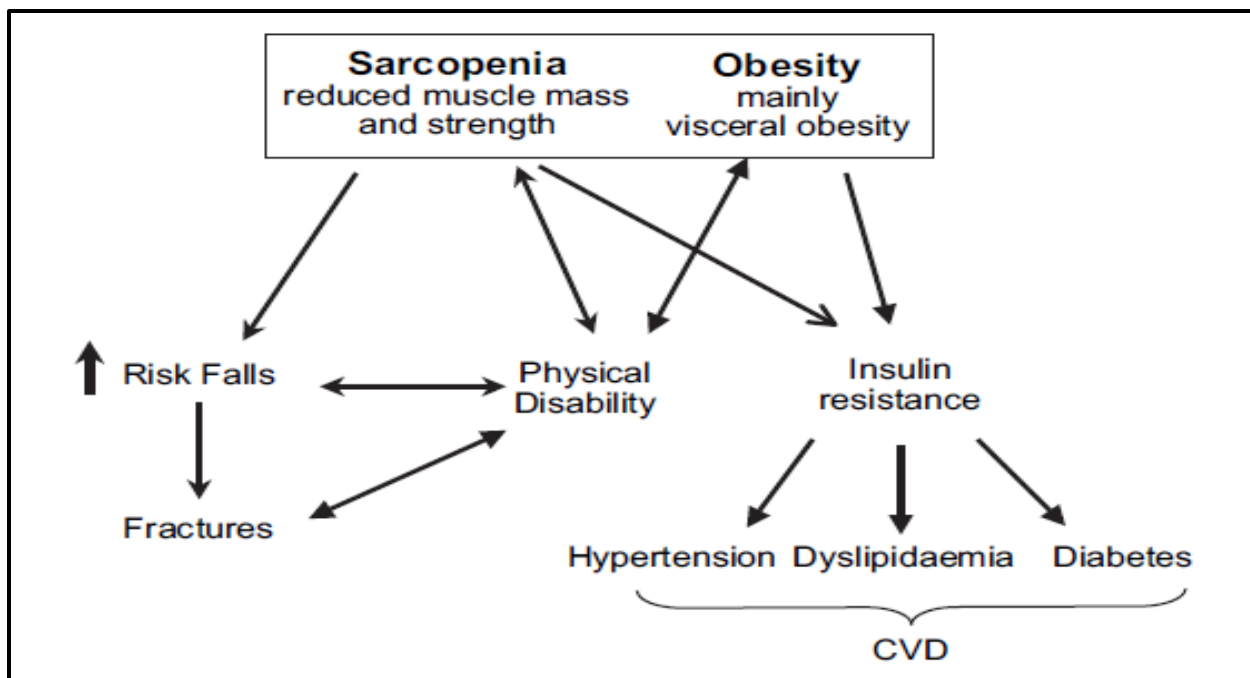 Sarcopenia
reduced muscle mass
and strength
Obesity
mainly
visceral obesity
Risk Falls
Physical
Disability
Insulin
resistance
Fractures
Hypertension Dyslipidaemia Diabetes
CVD